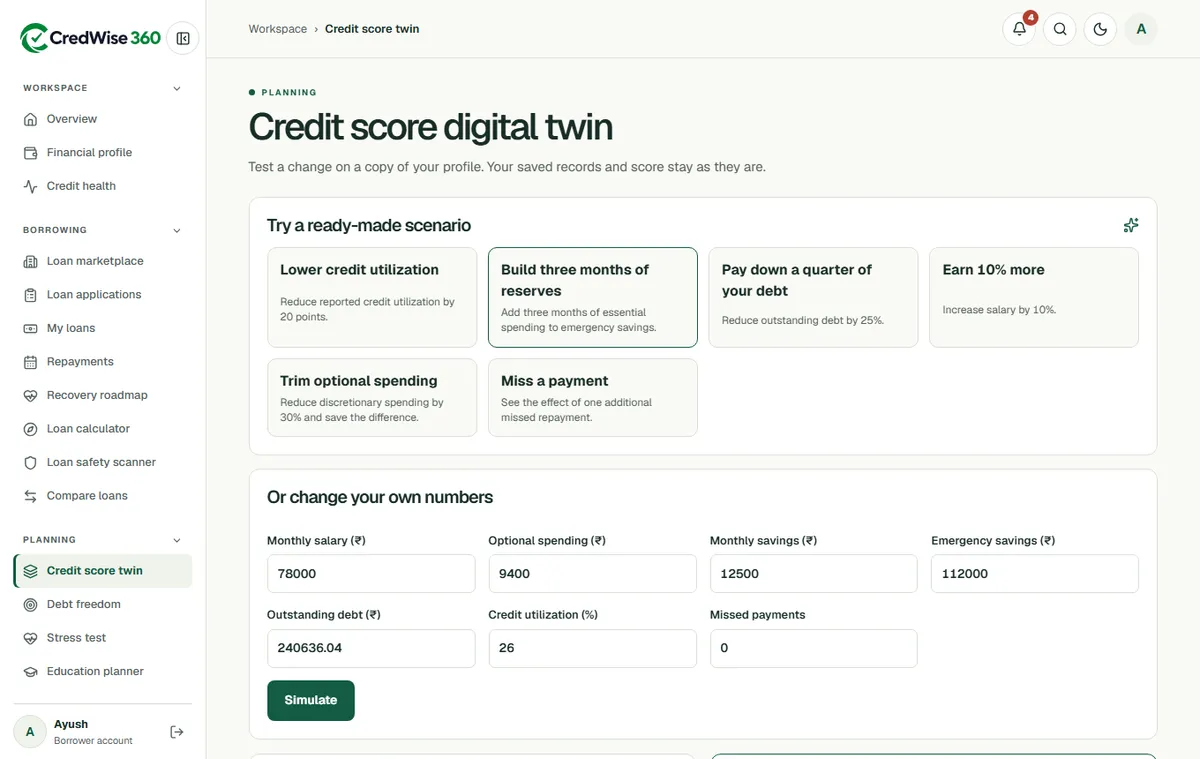 CredWise 360
WORKSPACE
Overview
Financial profile
Credit health
BORROWING
Loan marketplace
Loan applications
My loans
Repayments
Recovery roadmap
Loan calculator
Loan safety scanner
Compare loans
PLANNING
Credit score twin
Debt freedom
Stress test
Education planner
A
Ayush
Borrower account
Workspace › Credit score twin
4
A
PLANNING
Credit score digital twin
Test a change on a copy of your profile. Your saved records and score stay as they are.
Try a ready-made scenario
Lower credit utilization
Reduce reported credit utilization by
20 points.
Build three months of
reserves
Add three months of essential
spending to emergency savings.
Pay down a quarter of
your debt
Reduce outstanding debt by 25%.
Earn 10% more
Increase salary by 10%.
Trim optional spending
Reduce discretionary spending by
30% and save the difference.
Miss a payment
See the effect of one additional
missed repayment.
Or change your own numbers
Monthly salary (₹)
78000
Optional spending (₹)
9400
Monthly savings (₹)
12500
Emergency savings (₹)
112000
Outstanding debt (₹)
240636.04
Credit utilization (%)
26
Missed payments
0
Simulate